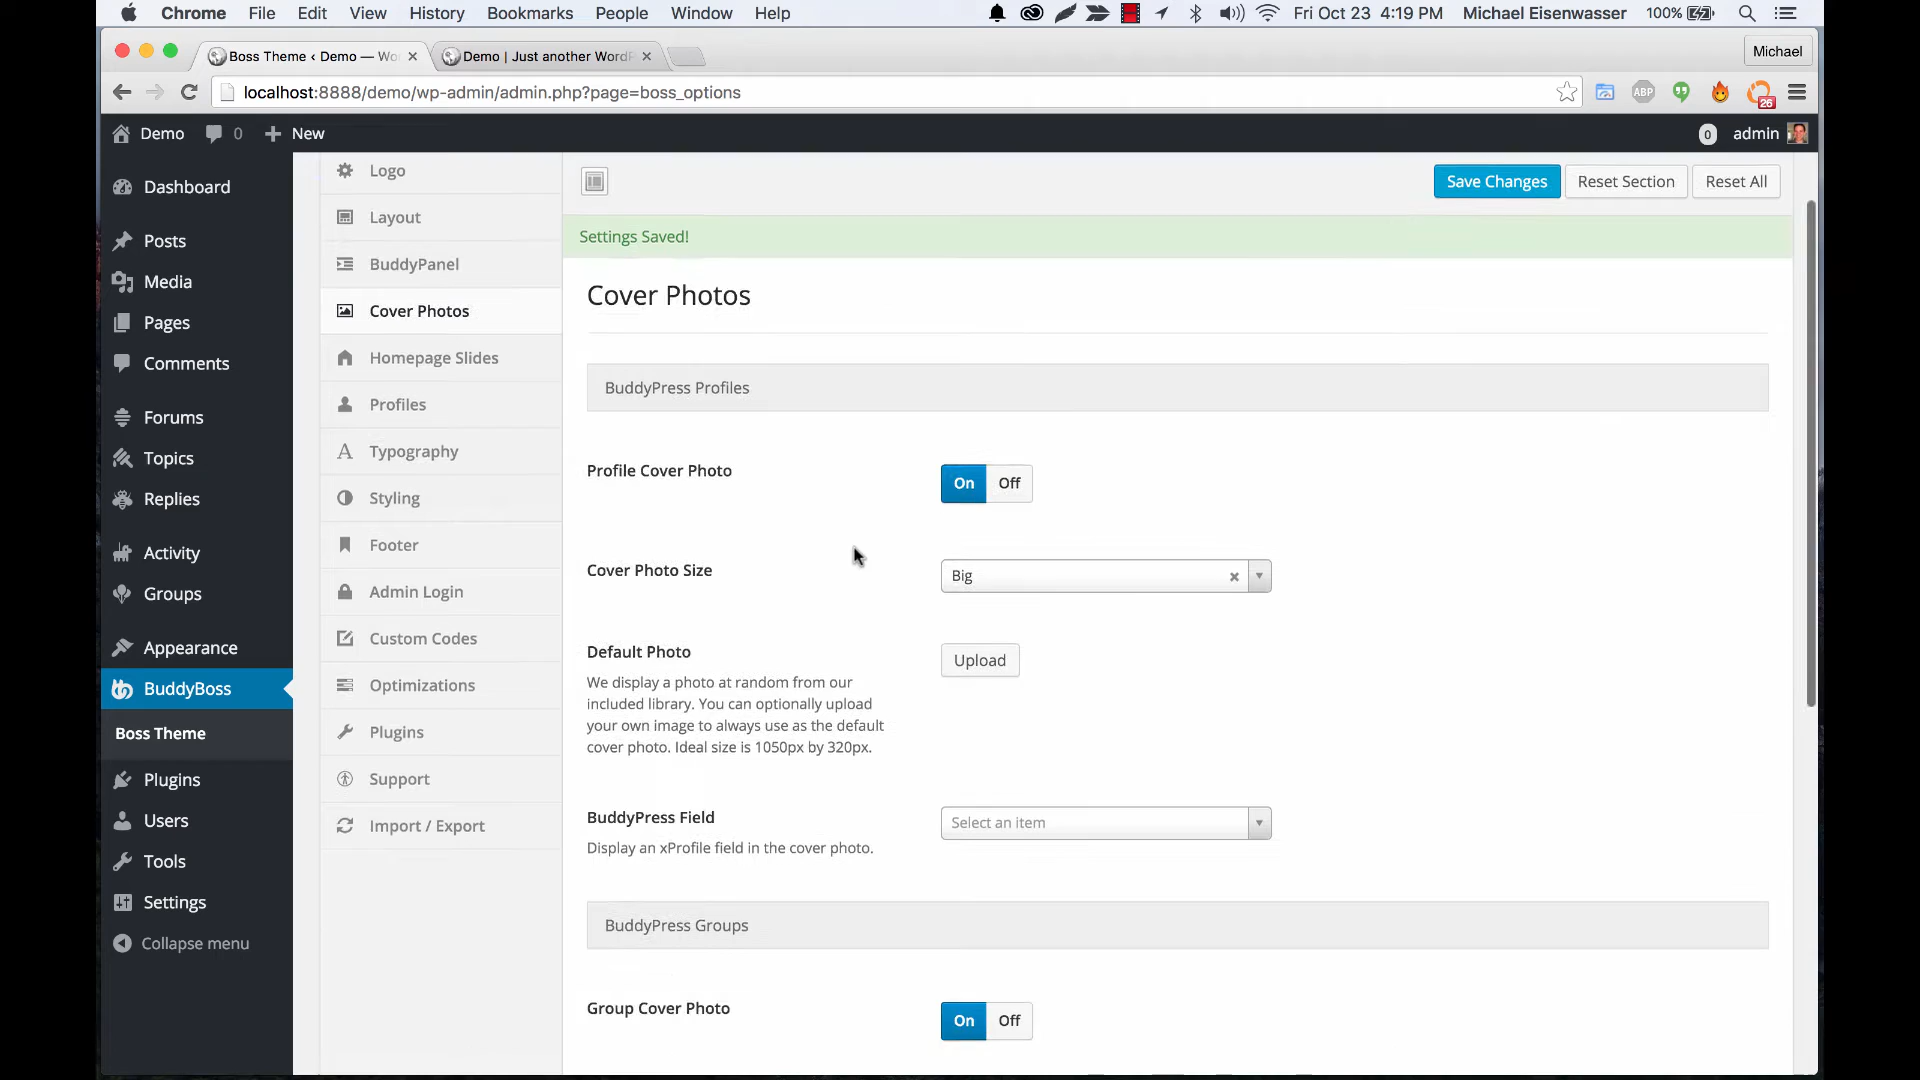 Chrome File Edit View History Bookmarks People Window Help Fri Oct 23 4:19 PM Michael Eisenwasser 100%
Boss Theme ‹ Demo — Wo
Demo | Just another WordP
Michael
localhost:8888/demo/wp-admin/admin.php?page=boss_options
ABP
26
Demo 0 New 0 admin
Dashboard
Posts
Media
Pages
Comments
Forums
Topics
Replies
Activity
Groups
Appearance
BuddyBoss
Boss Theme
Plugins
Users
Tools
Settings
Collapse menu
Logo
Layout
BuddyPanel
Cover Photos
Homepage Slides
Profiles
Typography
Styling
Footer
Admin Login
Custom Codes
Optimizations
Plugins
Support
Import / Export
Save Changes Reset Section Reset All
Settings Saved!
Cover Photos
BuddyPress Profiles
Profile Cover Photo
On Off
Cover Photo Size
Big
Default Photo
Upload
We display a photo at random from our
included library. You can optionally upload
your own image to always use as the default
cover photo. Ideal size is 1050px by 320px.
BuddyPress Field
Select an item
Display an xProfile field in the cover photo.
BuddyPress Groups
Group Cover Photo
On Off